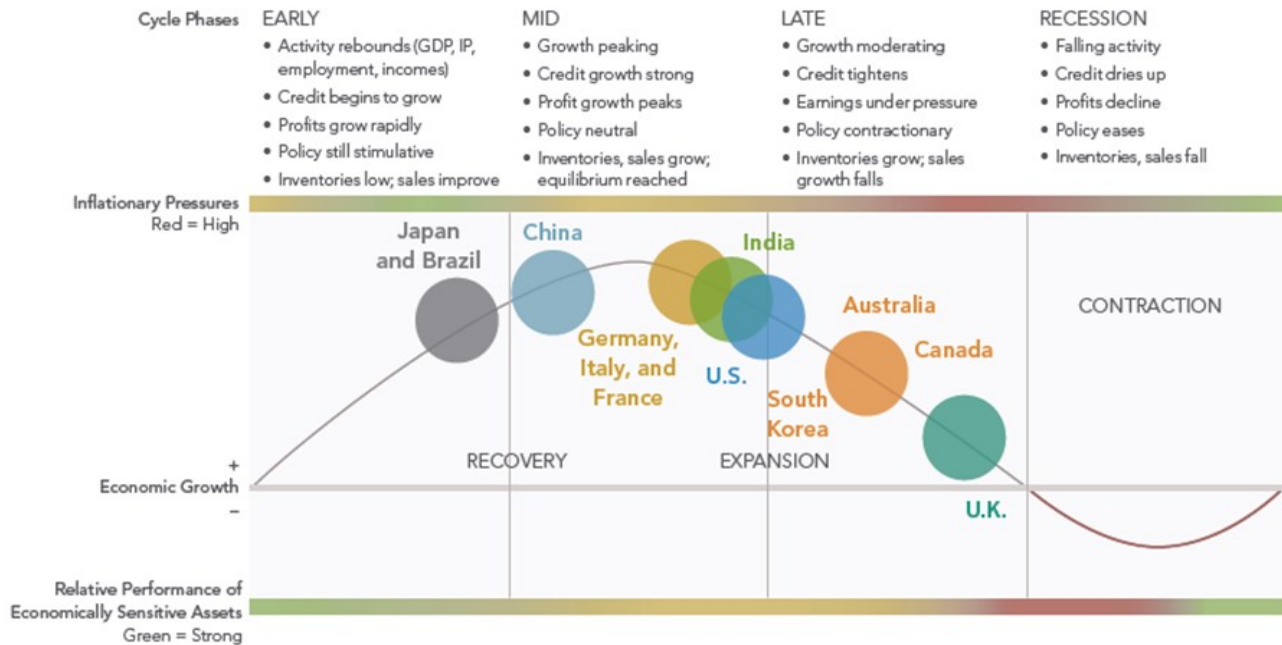 Cycle Phases
EARLY
• Activity rebounds (GDP, IP,
employment, incomes)
• Credit begins to grow
• Profits grow rapidly
• Policy still stimulative
• Inventories low; sales improve
MID
• Growth peaking
• Credit growth strong
• Profit growth peaks
• Policy neutral
• Inventories, sales grow;
equilibrium reached
LATE
• Growth moderating
• Credit tightens
• Earnings under pressure
• Policy contractionary
• Inventories grow; sales
growth falls
RECESSION
• Falling activity
• Credit dries up
• Profits decline
• Policy eases
• Inventories, sales fall
Inflationary Pressures
Red = High
Japan
and Brazil
China
India
Germany,
Italy, and
France
U.S.
Australia
Canada
South
Korea
CONTRACTION
RECOVERY
EXPANSION
U.K.
+
Economic Growth
–
Relative Performance of
Economically Sensitive Assets
Green = Strong